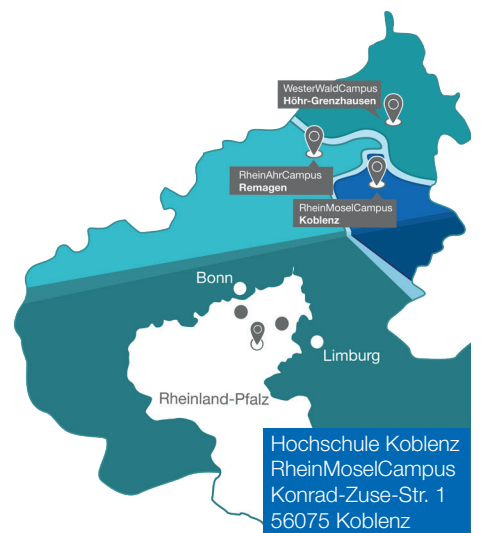 WesterWaldCampus
Höhr-Grenzhausen
RheinAhrCampus
Remagen
RheinMoselCampus
Koblenz
Bonn
Limburg
Rheinland-Pfalz
Hochschule Koblenz
RheinMoselCampus
Konrad-Zuse-Str. 1
56075 Koblenz